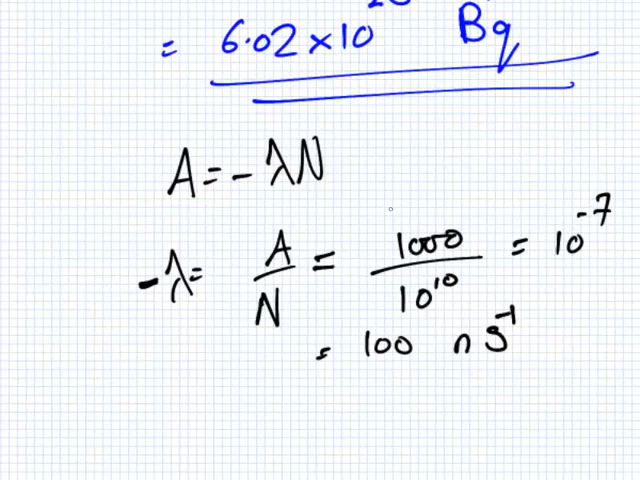 = 6.02 × 10 Bq
A = - λN
- λ = A/N = 1000/10¹⁰ = 10⁻⁷
= 100 n s⁻¹